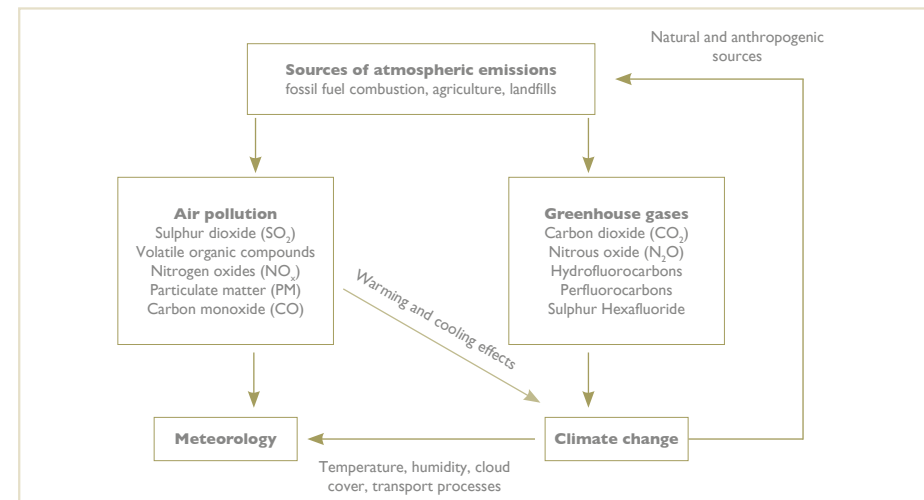 Natural and anthropogenic
sources
Sources of atmospheric emissions
fossil fuel combustion, agriculture, landfills
Air pollution
Sulphur dioxide (SO₂)
Volatile organic compounds
Nitrogen oxides (NOₓ)
Particulate matter (PM)
Carbon monoxide (CO)
Greenhouse gases
Carbon dioxide (CO₂)
Nitrous oxide (N₂O)
Hydrofluorocarbons
Perfluorocarbons
Sulphur Hexafluoride
Warming and cooling effects
Meteorology
Climate change
Temperature, humidity, cloud
cover, transport processes